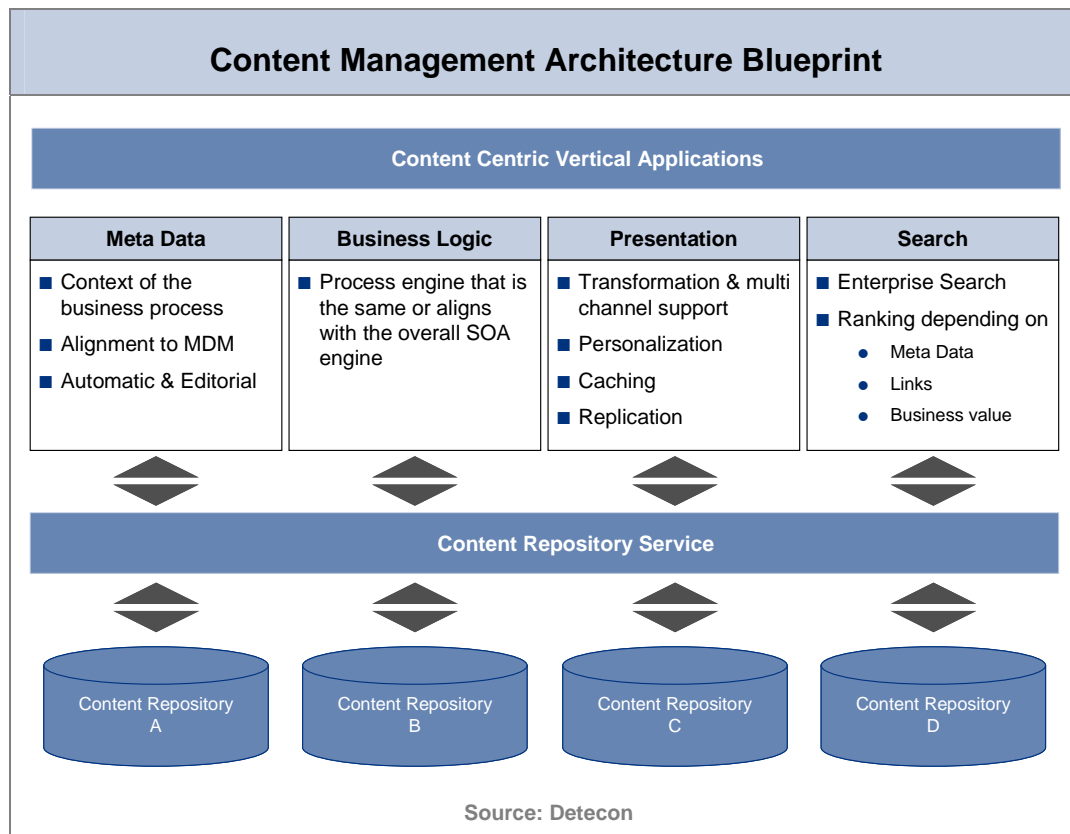 Content Management Architecture Blueprint
Content Centric Vertical Applications
Meta Data
Context of the
business process
Alignment to MDM
Automatic & Editorial
Business Logic
Process engine that is
the same or aligns
with the overall SOA
engine
Presentation
Transformation & multi
channel support
Personalization
Caching
Replication
Search
Enterprise Search
Ranking depending on
Meta Data
Links
Business value
Content Repository Service
Content Repository
A
Content Repository
B
Content Repository
C
Content Repository
D
Source: Detecon